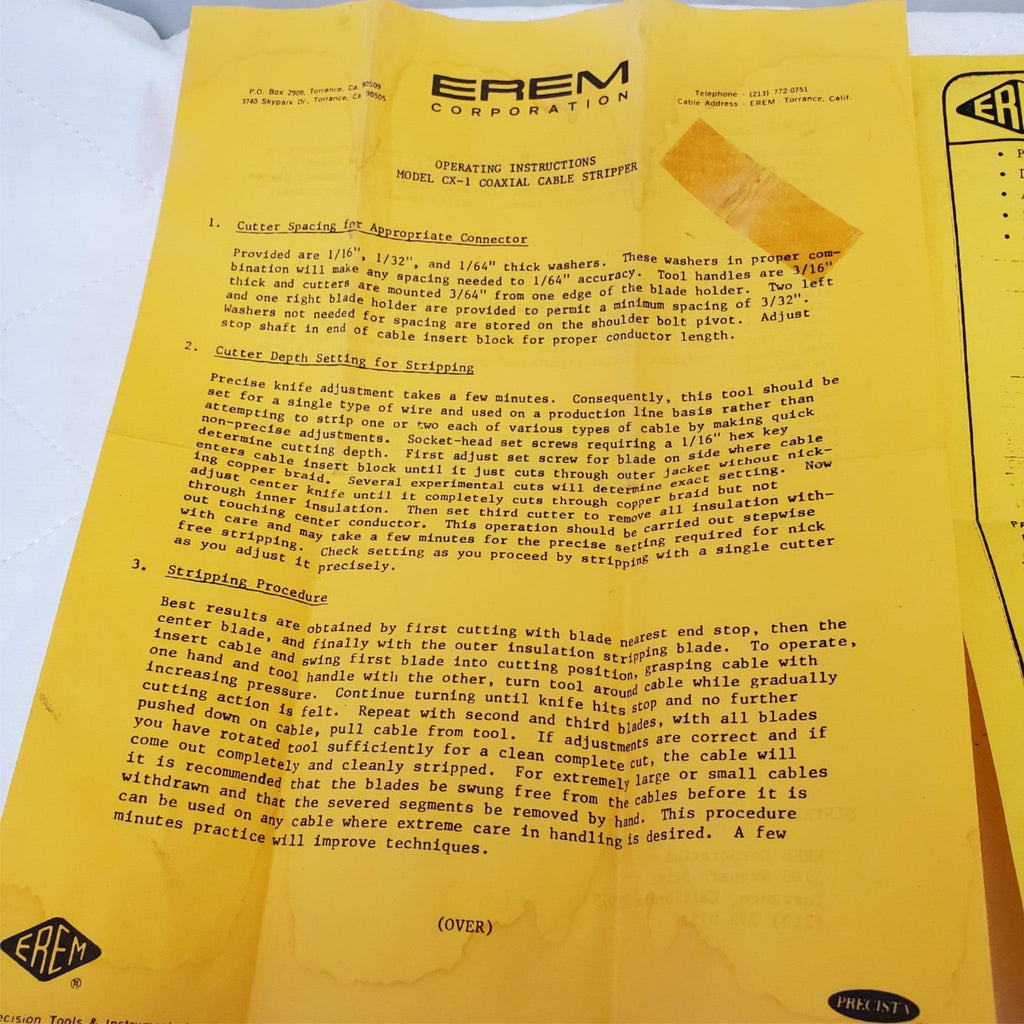 P.O. Box 2909, Torrance, Ca. 90509
3740 Skypark Dr., Torrance, Ca. 90505
EREM
CORPORATION
Telephone - (213) 772-0751
Cable Address - EREM - Torrance, Calif.
OPERATING INSTRUCTIONS
MODEL CX-1 COAXIAL CABLE STRIPPER
1. Cutter Spacing for Appropriate Connector
Provided are 1/16", 1/32", and 1/64" thick washers. These washers in proper com-
bination will make any spacing needed to 1/64" accuracy. Tool handles are 3/16"
thick and cutters are mounted 3/64" from one edge of the blade holder. Two left
and one right blade holder are provided to permit a minimum spacing of 3/32".
Washers not needed for spacing are stored on the shoulder bolt pivot. Adjust
stop shaft in end of cable insert block for proper conductor length.
2. Cutter Depth Setting for Stripping
Precise knife adjustment takes a few minutes. Consequently, this tool should be
set for a single type of wire and used on a production line basis rather than
attempting to strip one or two each of various types of cable by making quick
non-precise adjustments. Socket-head set screws requiring a 1/16" hex key
determine cutting depth. First adjust set screw for blade on side where cable
enters cable insert block until it just cuts through outer jacket without nick-
ing copper braid. Several experimental cuts will determine exact setting. Now
adjust center knife until it completely cuts through copper braid but not
through inner insulation. Then set third cutter to remove all insulation with-
out touching center conductor. This operation should be carried out stepwise
with care and may take a few minutes for the precise setting required for nick
free stripping. Check setting as you proceed by stripping with a single cutter
as you adjust it precisely.
3. Stripping Procedure
Best results are obtained by first cutting with blade nearest end stop, then the
center blade, and finally with the outer insulation stripping blade. To operate,
insert cable and swing first blade into cutting position, grasping cable with
one hand and tool handle with the other, turn tool around cable while gradually
increasing pressure. Continue turning until knife hits stop and no further
cutting action is felt. Repeat with second and third blades, with all blades
pushed down on cable, pull cable from tool. If adjustments are correct and if
you have rotated tool sufficiently for a clean complete cut, the cable will
come out completely and cleanly stripped. For extremely large or small cables
it is recommended that the blades be swung free from the cables before it is
withdrawn and that the severed segments be removed by hand. This procedure
can be used on any cable where extreme care in handling is desired. A few
minutes practice will improve techniques.
(OVER)
EREM
®
Tools &
PRECISTA